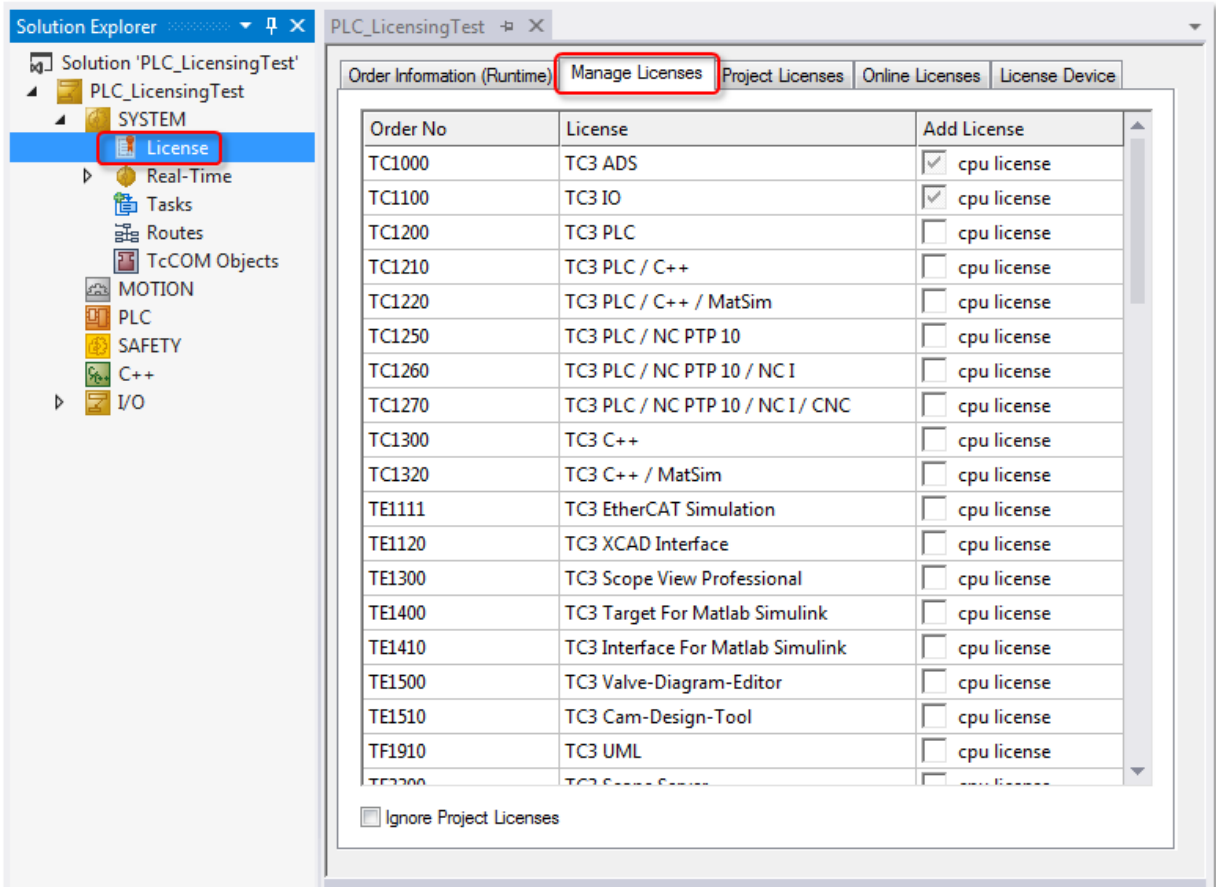 Solution Explorer
Solution 'PLC_LicensingTest'
PLC_LicensingTest
SYSTEM
License
Real-Time
Tasks
Routes
TcCOM Objects
MOTION
PLC
SAFETY
C++
I/O
PLC_LicensingTest
Order Information (Runtime) Manage Licenses Project Licenses Online Licenses License Device
Order No License Add License
TC1000 TC3 ADS cpu license
TC1100 TC3 IO cpu license
TC1200 TC3 PLC cpu license
TC1210 TC3 PLC / C++ cpu license
TC1220 TC3 PLC / C++ / MatSim cpu license
TC1250 TC3 PLC / NC PTP 10 cpu license
TC1260 TC3 PLC / NC PTP 10 / NC I cpu license
TC1270 TC3 PLC / NC PTP 10 / NC I / CNC cpu license
TC1300 TC3 C++ cpu license
TC1320 TC3 C++ / MatSim cpu license
TE1111 TC3 EtherCAT Simulation cpu license
TE1120 TC3 XCAD Interface cpu license
TE1300 TC3 Scope View Professional cpu license
TE1400 TC3 Target For Matlab Simulink cpu license
TE1410 TC3 Interface For Matlab Simulink cpu license
TE1500 TC3 Valve-Diagram-Editor cpu license
TE1510 TC3 Cam-Design-Tool cpu license
TF1910 TC3 UML cpu license
Ignore Project Licenses